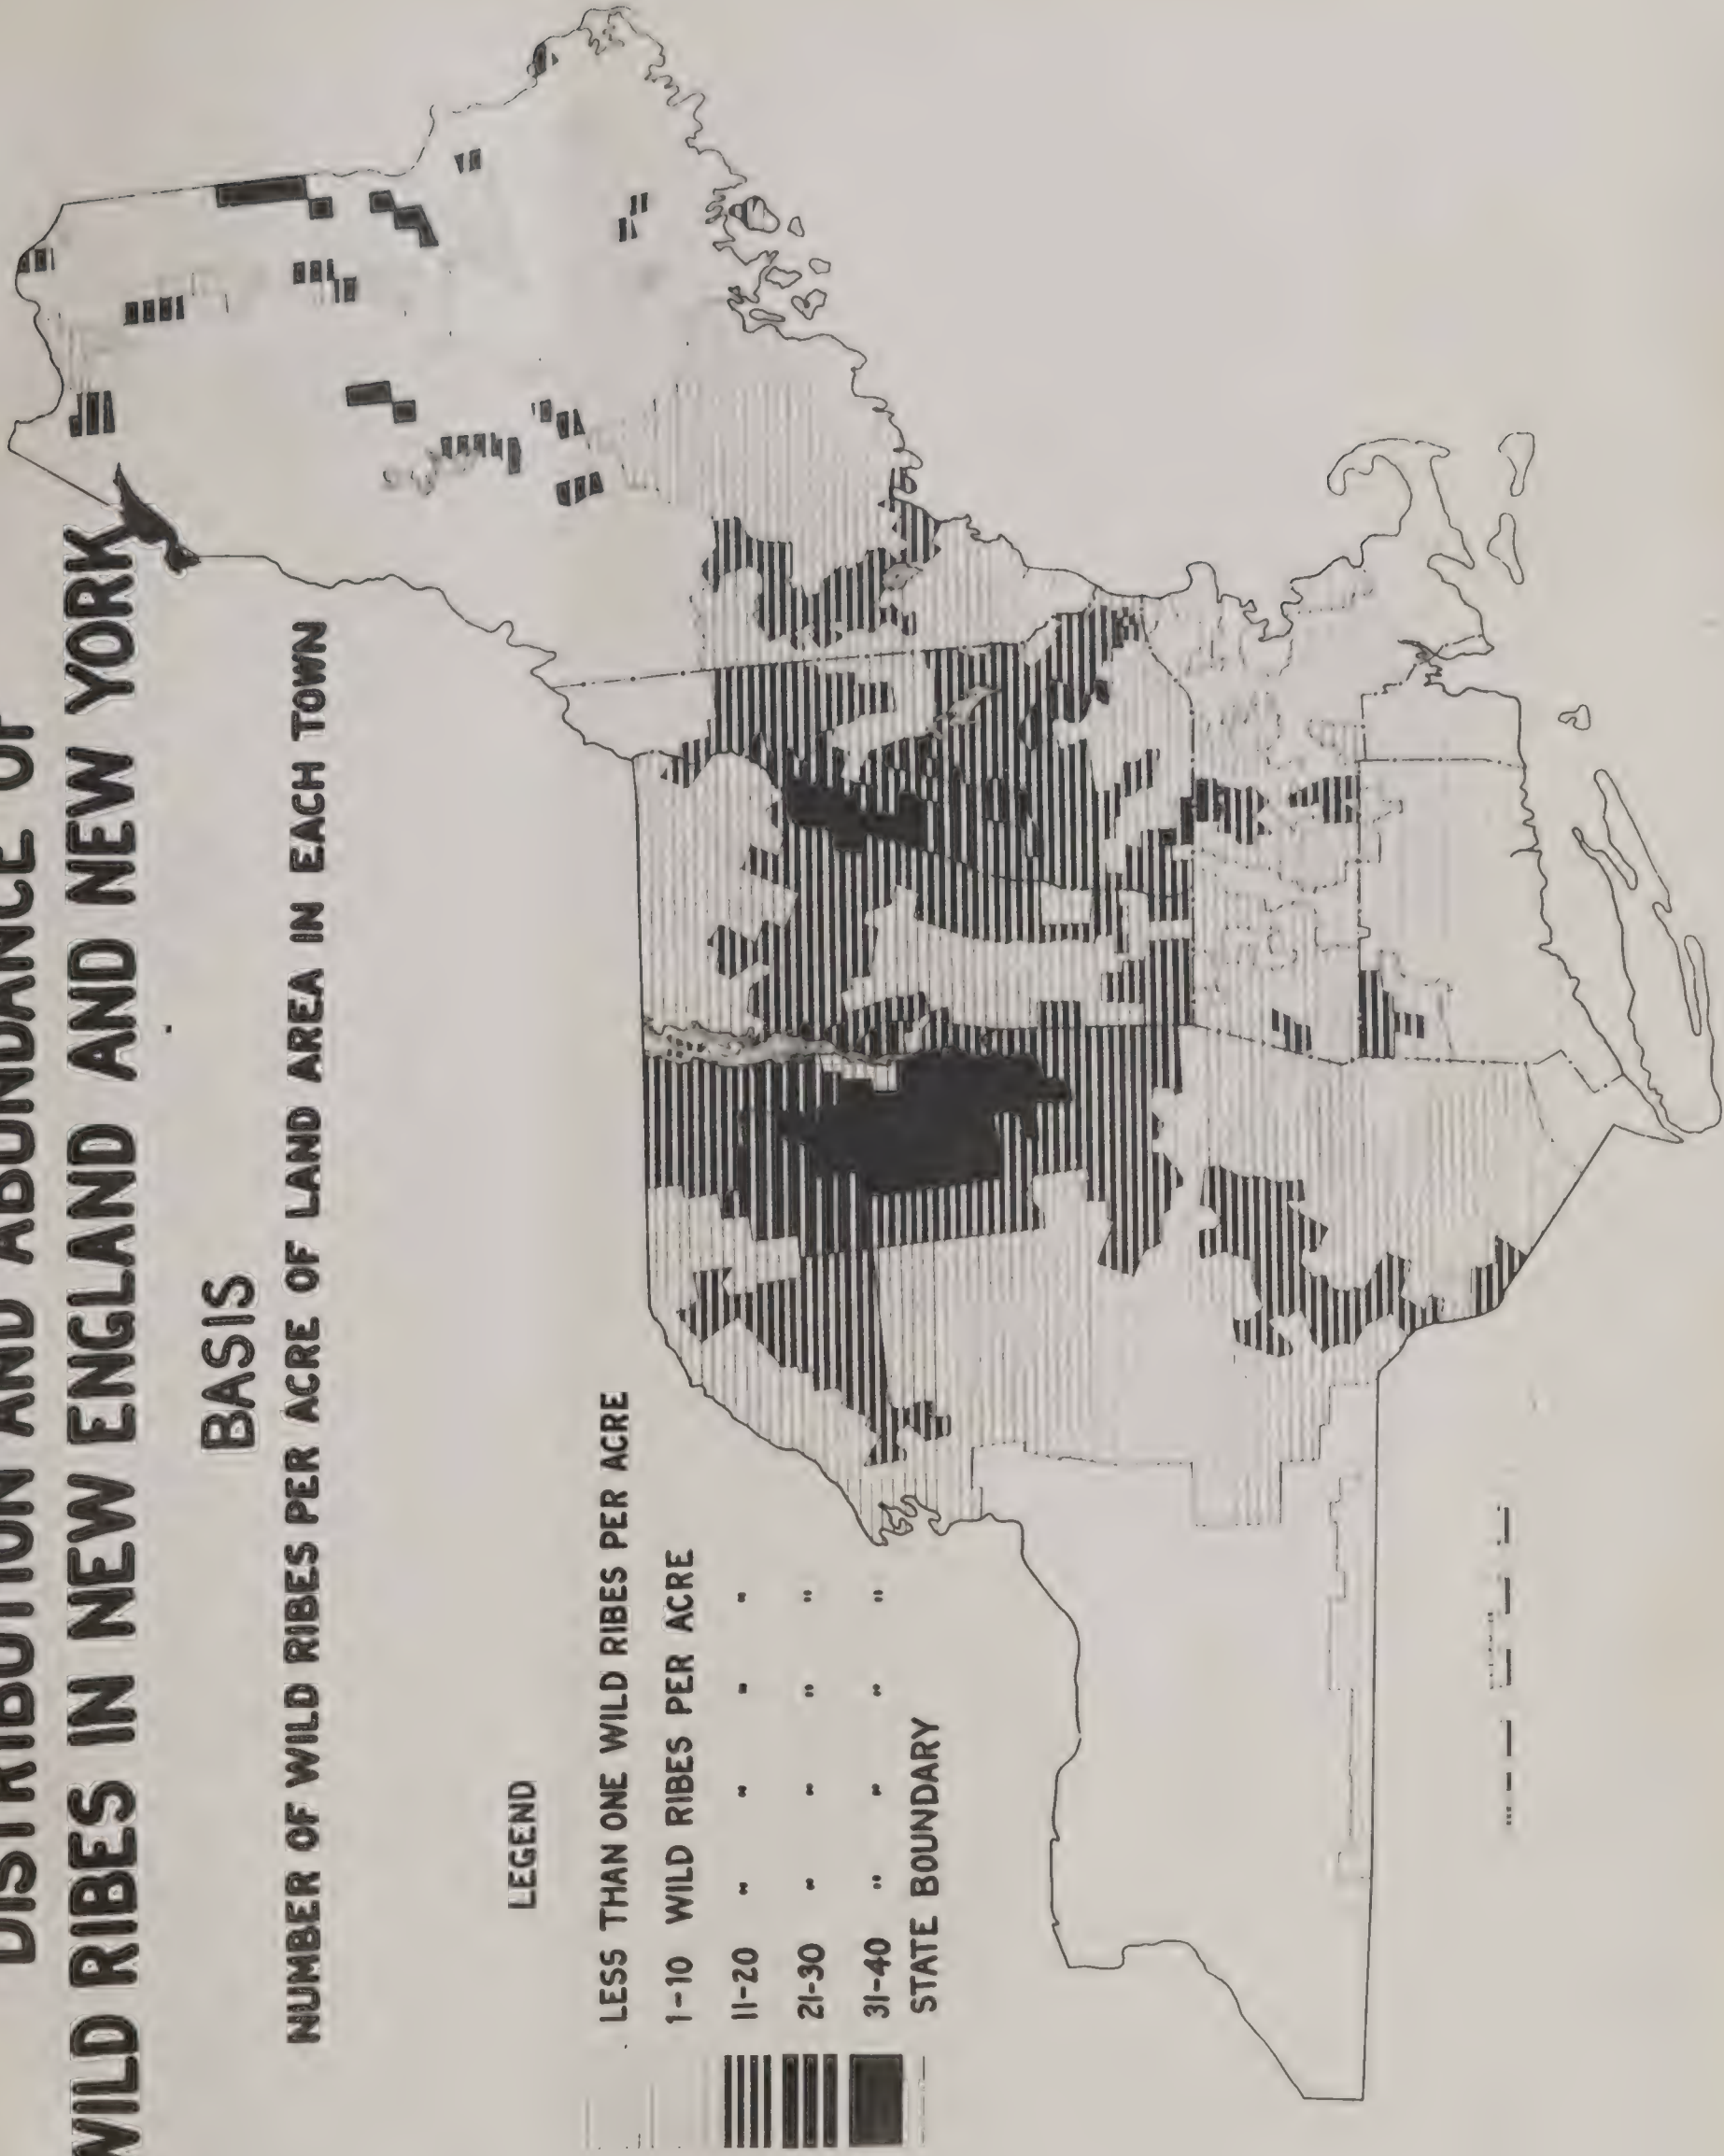 DISTRIBUTION AND ABUNDANCE OF
WILD RIBES IN NEW ENGLAND AND NEW YORK
BASIS
NUMBER OF WILD RIBES PER ACRE OF LAND AREA IN EACH TOWN
LEGEND
LESS THAN ONE WILD RIBES PER ACRE
1-10 WILD RIBES PER ACRE
11-20 " " " "
21-30 " " " "
31-40 " " " "
STATE BOUNDARY